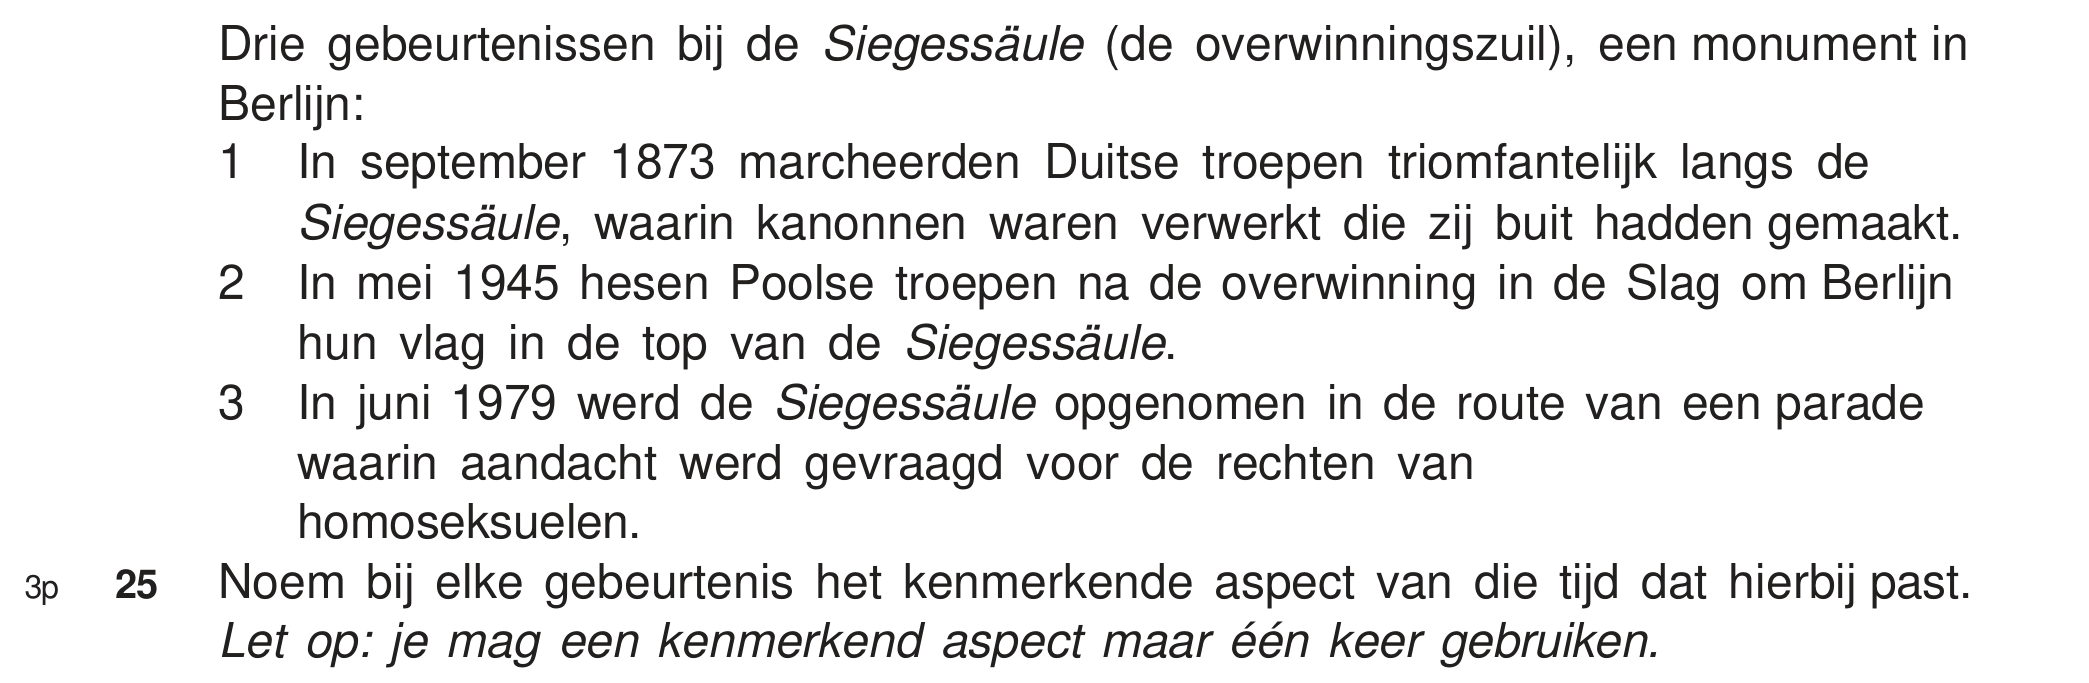 Drie gebeurtenissen bij de Siegessäule (de overwinningszuil), een monument in
Berlijn:
1 In september 1873 marcheerden Duitse troepen triomfantelijk langs de
Siegessäule, waarin kanonnen waren verwerkt die zij buit hadden gemaakt.
2 In mei 1945 hesen Poolse troepen na de overwinning in de Slag om Berlijn
hun vlag in de top van de Siegessäule.
3 In juni 1979 werd de Siegessäule opgenomen in de route van een parade
waarin aandacht werd gevraagd voor de rechten van
homoseksuelen.
3p 25 Noem bij elke gebeurtenis het kenmerkende aspect van die tijd dat hierbij past.
Let op: je mag een kenmerkend aspect maar één keer gebruiken.